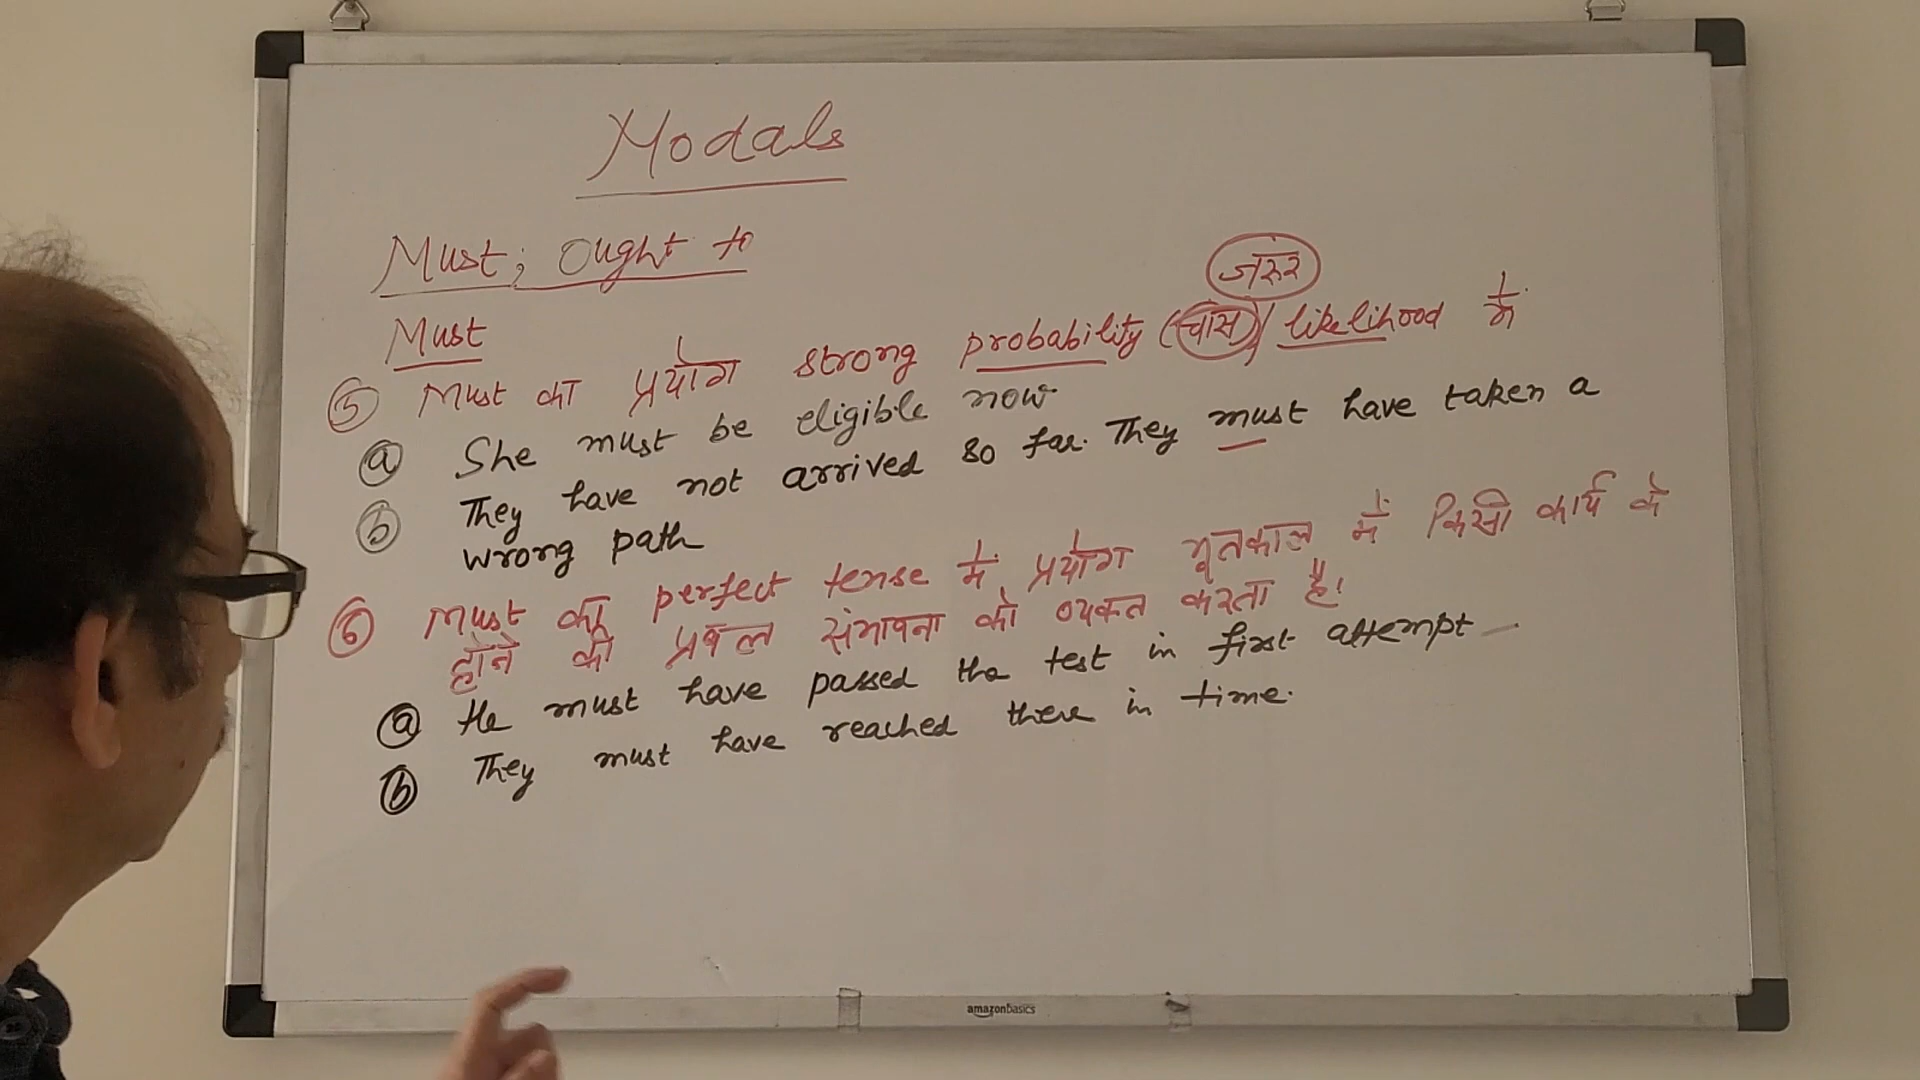 Modals
Must; Ought to
जरुर
Must
5 Must का प्रयोग strong probability (चांस)/ likelihood में
a She must be eligible now
b They have not arrived so far. They must have taken a
wrong path
6 Must का perfect tense में प्रयोग भूतकाल में किसी कार्य के
होने की प्रबल संभावना को व्यक्त करता है।
a He must have passed the test in first attempt
b They must have reached there in time.
amazonbasics